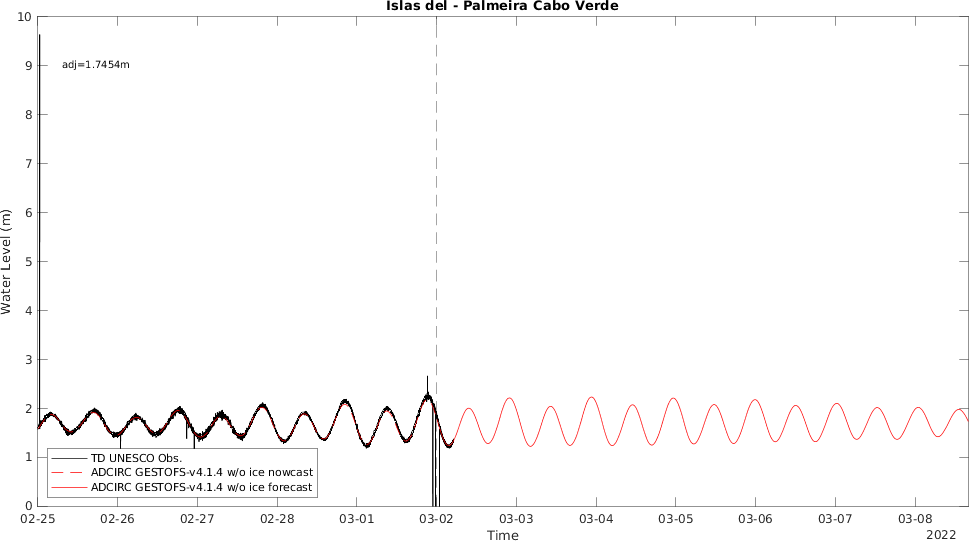 Islas del - Palmeira Cabo Verde
10
9
8
7
6
5
4
3
2
1
0
Water Level (m)
adj=1.7454m
TD UNESCO Obs.
ADCIRC GESTOFS-v4.1.4 w/o ice nowcast
ADCIRC GESTOFS-v4.1.4 w/o ice forecast
02-25 02-26 02-27 02-28 03-01 03-02 03-03 03-04 03-05 03-06 03-07 03-08
Time
2022